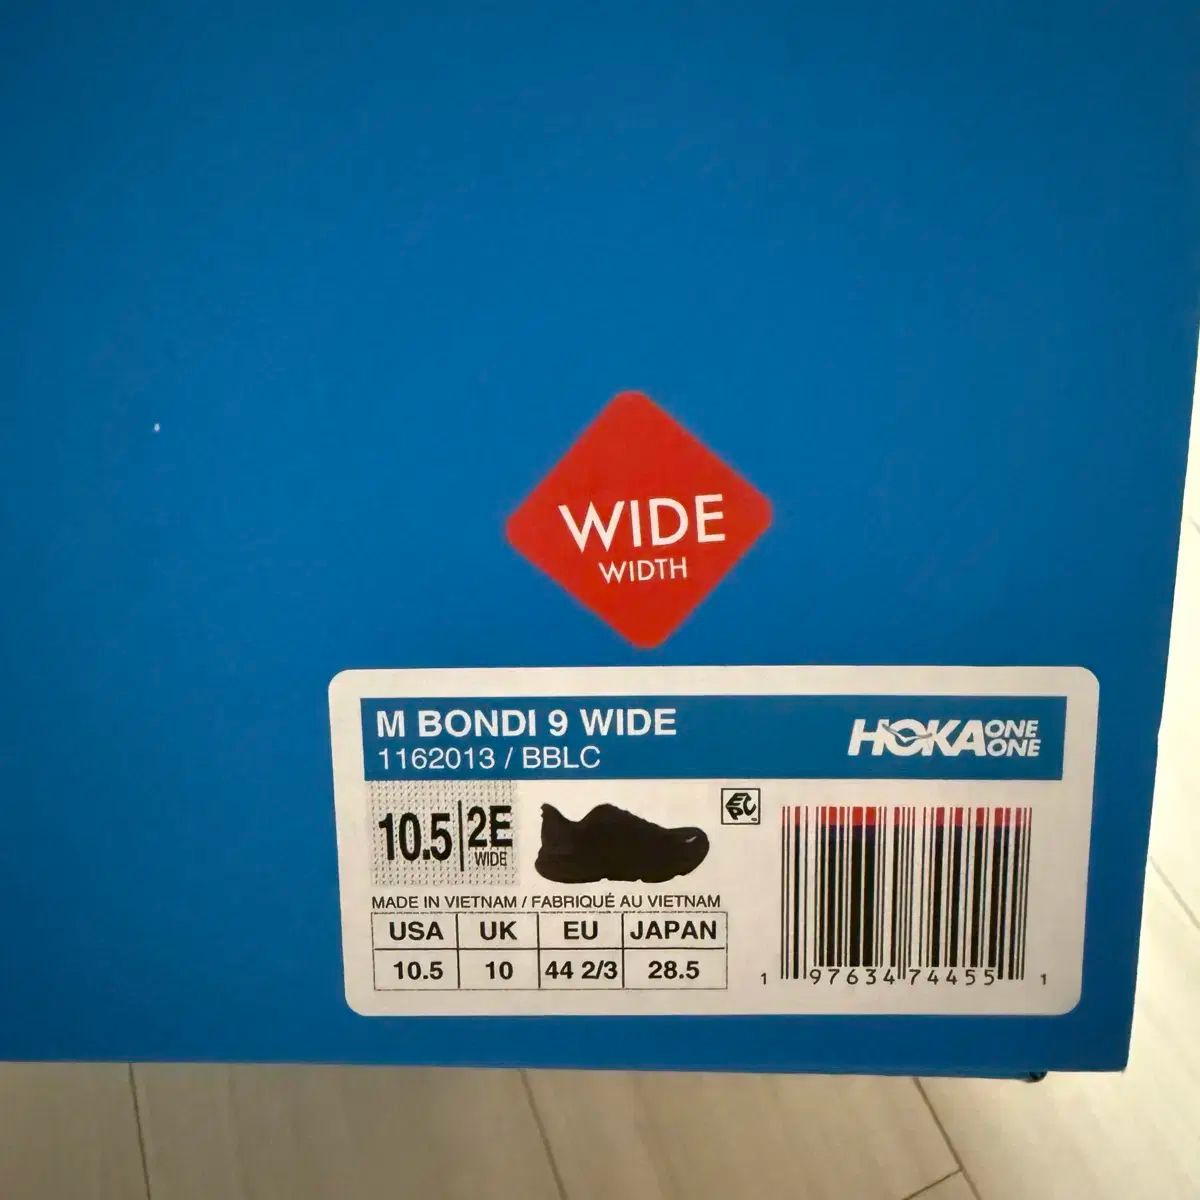 WIDE
WIDTH
M BONDI 9 WIDE
1162013 / BBLC
HOKA ONE ONE
10.5 2E WIDE
EPC
MADE IN VIETNAM / FABRIQUÉ AU VIETNAM
USA UK EU JAPAN
10.5 10 44 2/3 28.5
1 97634 74455 1